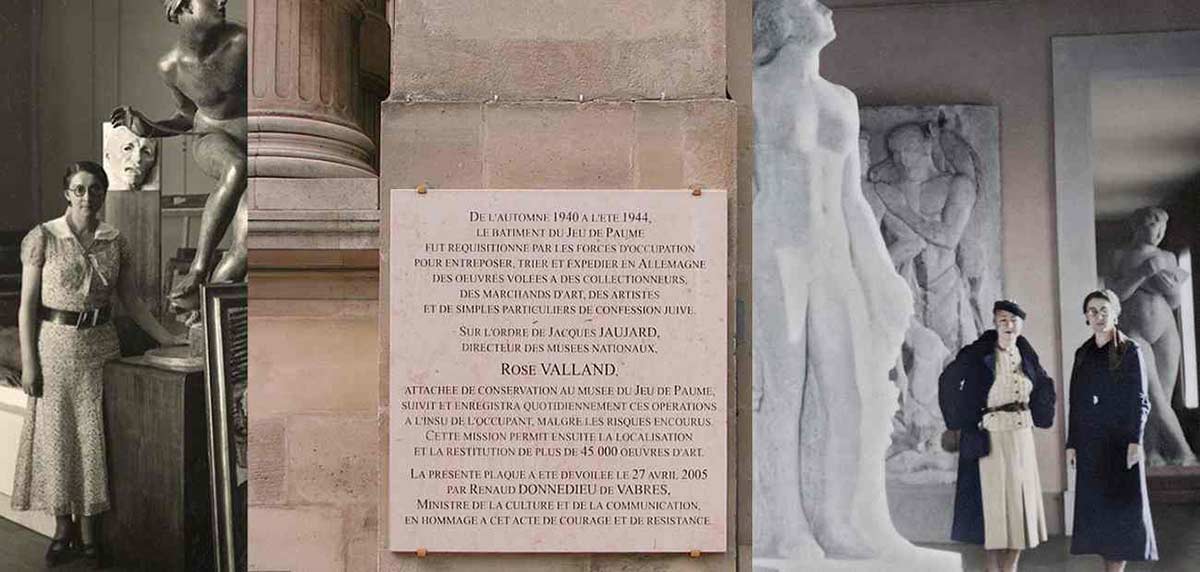 DE L'AUTOMNE 1940 A L'ETE 1944,
LE BATIMENT DU JEU DE PAUME
FUT REQUISITIONNE PAR LES FORCES D'OCCUPATION
POUR ENTREPOSER, TRIER ET EXPEDIER EN ALLEMAGNE
DES OEUVRES VOLEES A DES COLLECTIONNEURS,
DES MARCHANDS D'ART, DES ARTISTES
ET DE SIMPLES PARTICULIERS DE CONFESSION JUIVE.
SUR L'ORDRE DE JACQUES JAUJARD,
DIRECTEUR DES MUSEES NATIONAUX,
ROSE VALLAND,
ATTACHEE DE CONSERVATION AU MUSEE DU JEU DE PAUME,
SUIVIT ET ENREGISTRA QUOTIDIENNEMENT CES OPERATIONS
A L'INSU DE L'OCCUPANT, MALGRE LES RISQUES ENCOURUS.
CETTE MISSION PERMIT ENSUITE LA LOCALISATION
ET LA RESTITUTION DE PLUS DE 45 000 OEUVRES D'ART.
LA PRESENTE PLAQUE A ETE DEVOILEE LE 27 AVRIL 2005
PAR RENAUD DONNEDIEU DE VABRES,
MINISTRE DE LA CULTURE ET DE LA COMMUNICATION,
EN HOMMAGE A CET ACTE DE COURAGE ET DE RESISTANCE.